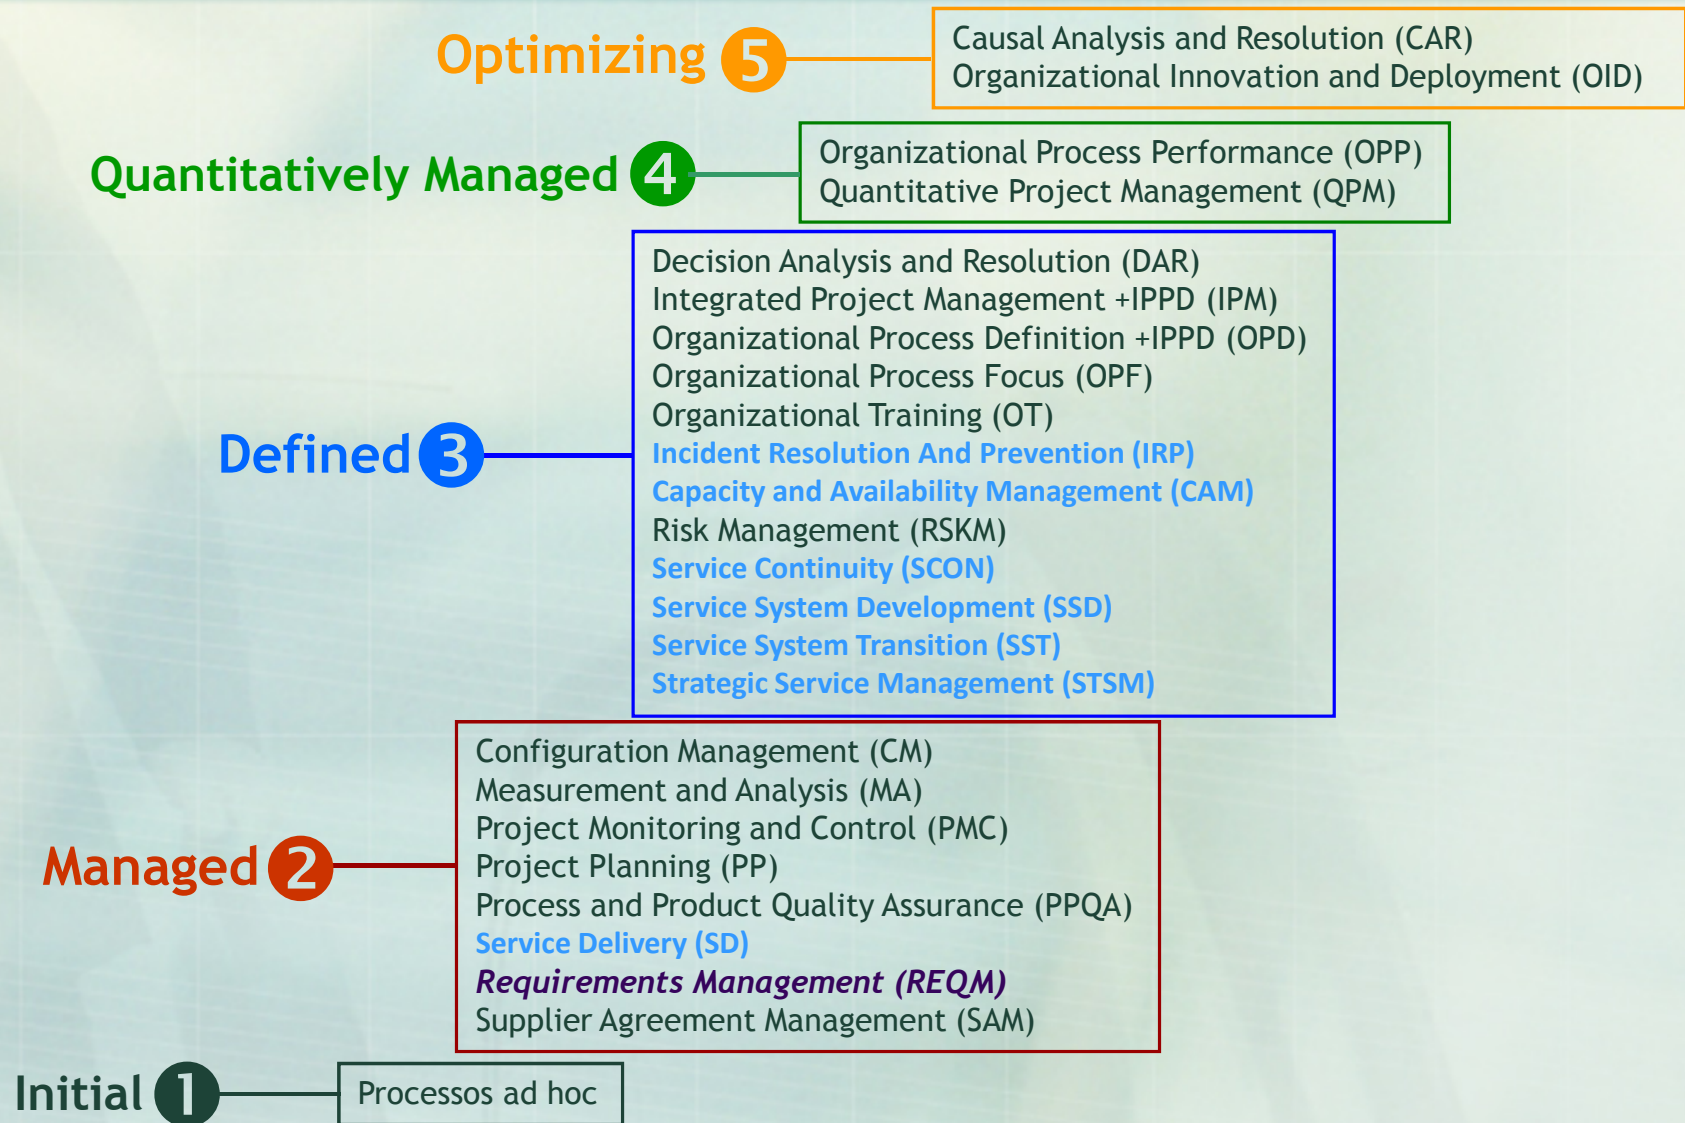 Optimizing 5
Causal Analysis and Resolution (CAR)
Organizational Innovation and Deployment (OID)
Quantitatively Managed 4
Organizational Process Performance (OPP)
Quantitative Project Management (QPM)
Defined 3
Decision Analysis and Resolution (DAR)
Integrated Project Management +IPPD (IPM)
Organizational Process Definition +IPPD (OPD)
Organizational Process Focus (OPF)
Organizational Training (OT)
Incident Resolution And Prevention (IRP)
Capacity and Availability Management (CAM)
Risk Management (RSKM)
Service Continuity (SCON)
Service System Development (SSD)
Service System Transition (SST)
Strategic Service Management (STSM)
Managed 2
Configuration Management (CM)
Measurement and Analysis (MA)
Project Monitoring and Control (PMC)
Project Planning (PP)
Process and Product Quality Assurance (PPQA)
Service Delivery (SD)
Requirements Management (REQM)
Supplier Agreement Management (SAM)
Initial 1
Processos ad hoc